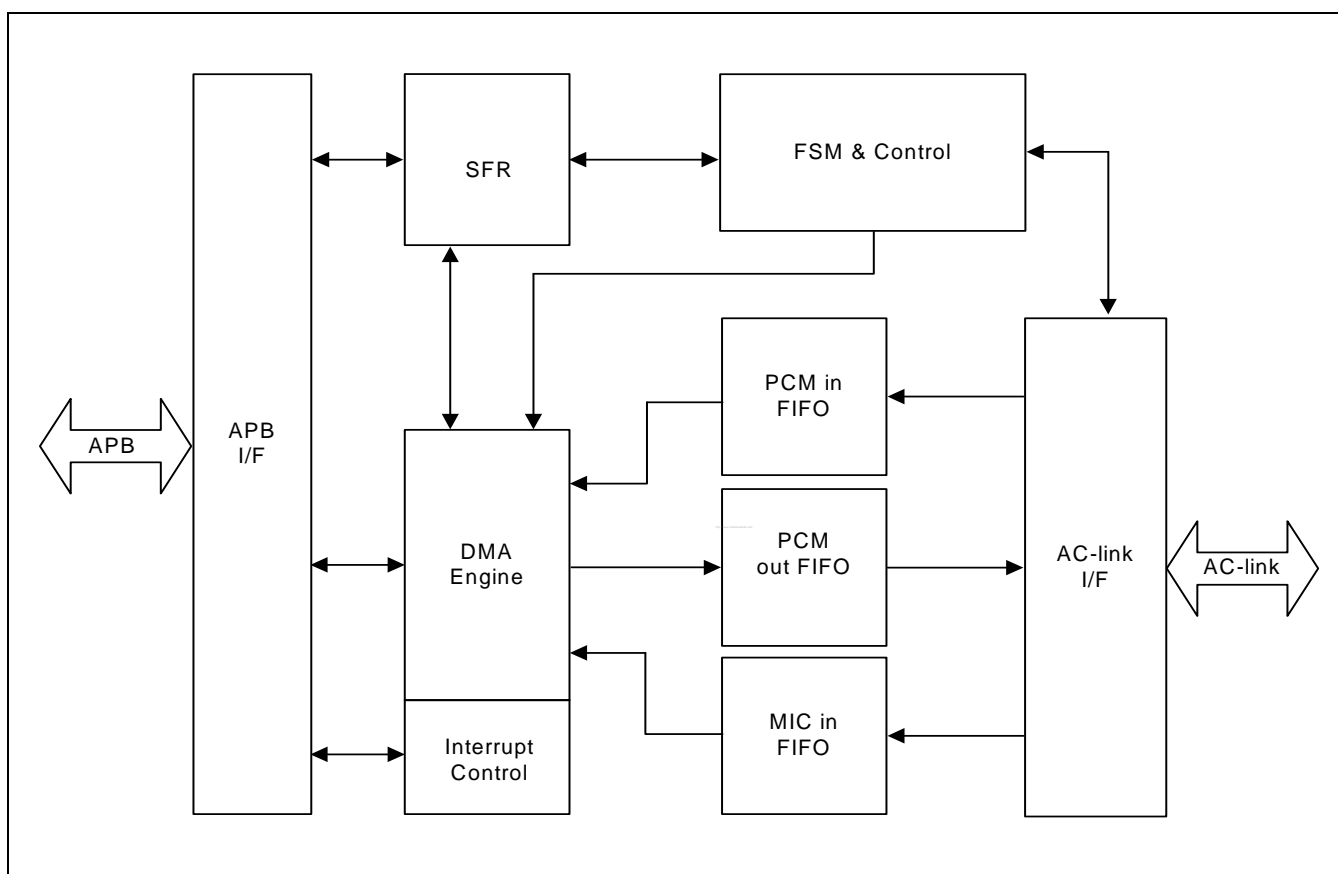 SFR
FSM & Control
PCM in
FIFO
APB
APB
I/F
DMA
Engine
PCM
out FIFO
AC-link
I/F
AC-link
MIC in
FIFO
Interrupt
Control